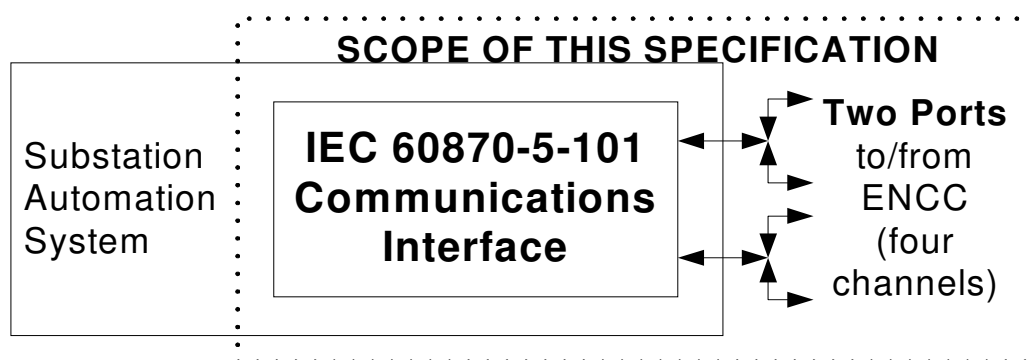 SCOPE OF THIS SPECIFICATION
Substation
Automation
System
IEC 60870-5-101
Communications
Interface
Two Ports
to/from
ENCC
(four
channels)